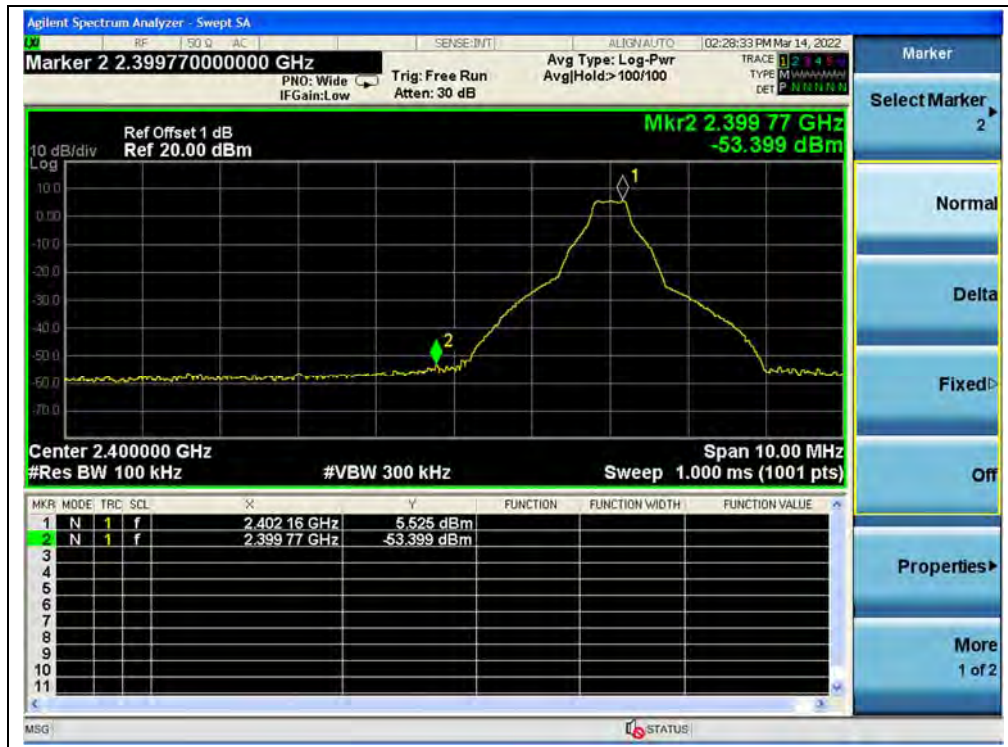 Agilent Spectrum Analyzer - Swept SA
LXI RF 50 Ω AC SENSE:INT ALIGNAUTO 02:28:33 PM Mar 14, 2022
Marker 2 2.399770000000 GHz
PNO: Wide
IFGain:Low
Trig: Free Run
Atten: 30 dB
Avg Type: Log-Pwr
Avg|Hold:> 100/100
TRACE 1 2 3 4 5 6
TYPE M
DET P N N N N N
Mkr2 2.399 77 GHz
-53.399 dBm
Ref Offset 1 dB
10 dB/div Ref 20.00 dBm
Log
10.0
0.00
-10.0
-20.0
-30.0
-40.0
-50.0
-60.0
-70.0
1
2
Center 2.400000 GHz Span 10.00 MHz
#Res BW 100 kHz #VBW 300 kHz Sweep 1.000 ms (1001 pts)
MKR MODE TRC SCL X Y FUNCTION FUNCTION WIDTH FUNCTION VALUE
1 N 1 f 2.402 16 GHz 5.525 dBm
2 N 1 f 2.399 77 GHz -53.399 dBm
3
4
5
6
7
8
9
10
11
MSG STATUS
Marker
Select Marker
2
Normal
Delta
Fixed
Off
Properties
More
1 of 2